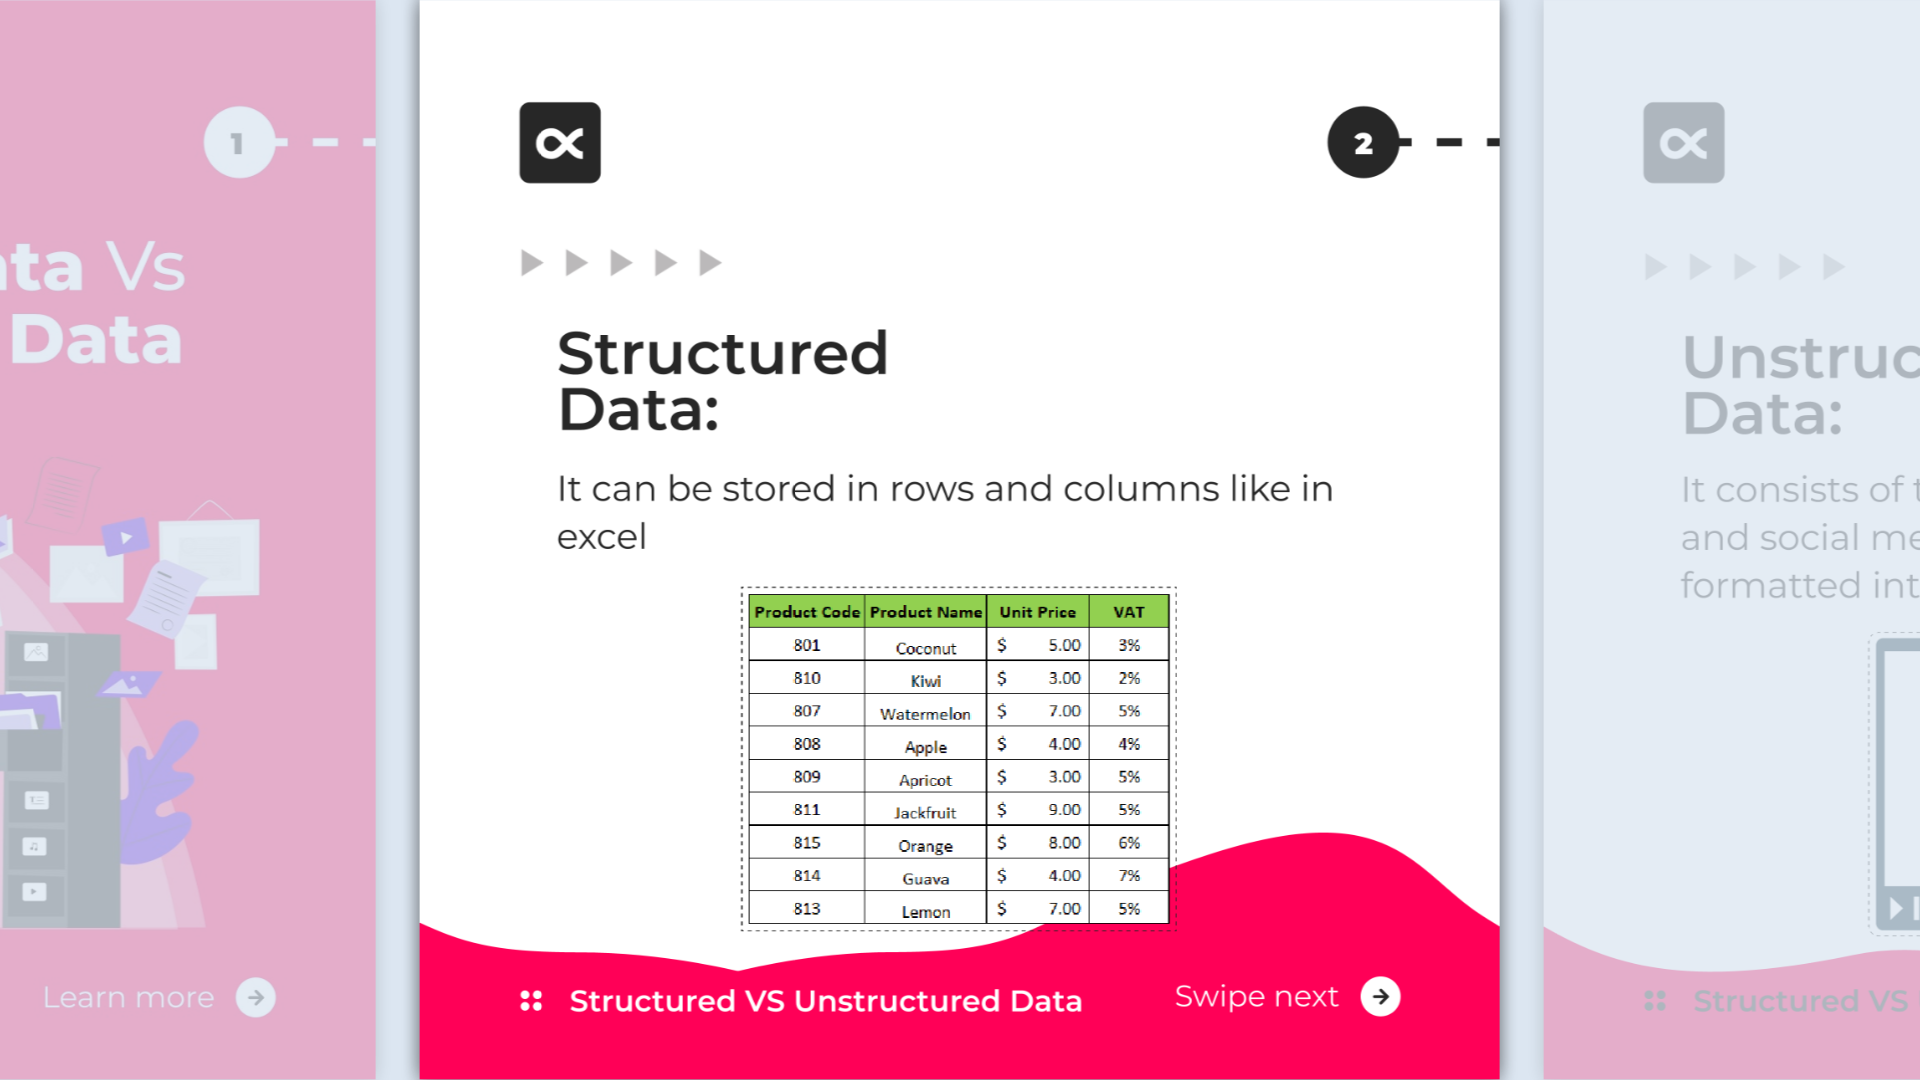 1
ata Vs
Data
Learn more
2
Structured
Data:
It can be stored in rows and columns like in
excel
Product Code Product Name Unit Price VAT
801 Coconut $ 5.00 3%
810 Kiwi $ 3.00 2%
807 Watermelon $ 7.00 5%
808 Apple $ 4.00 4%
809 Apricot $ 3.00 5%
811 Jackfruit $ 9.00 5%
815 Orange $ 8.00 6%
814 Guava $ 4.00 7%
813 Lemon $ 7.00 5%
Structured VS Unstructured Data
Swipe next
Unstruc
Data:
It consists of t
and social me
formatted int
Structured VS